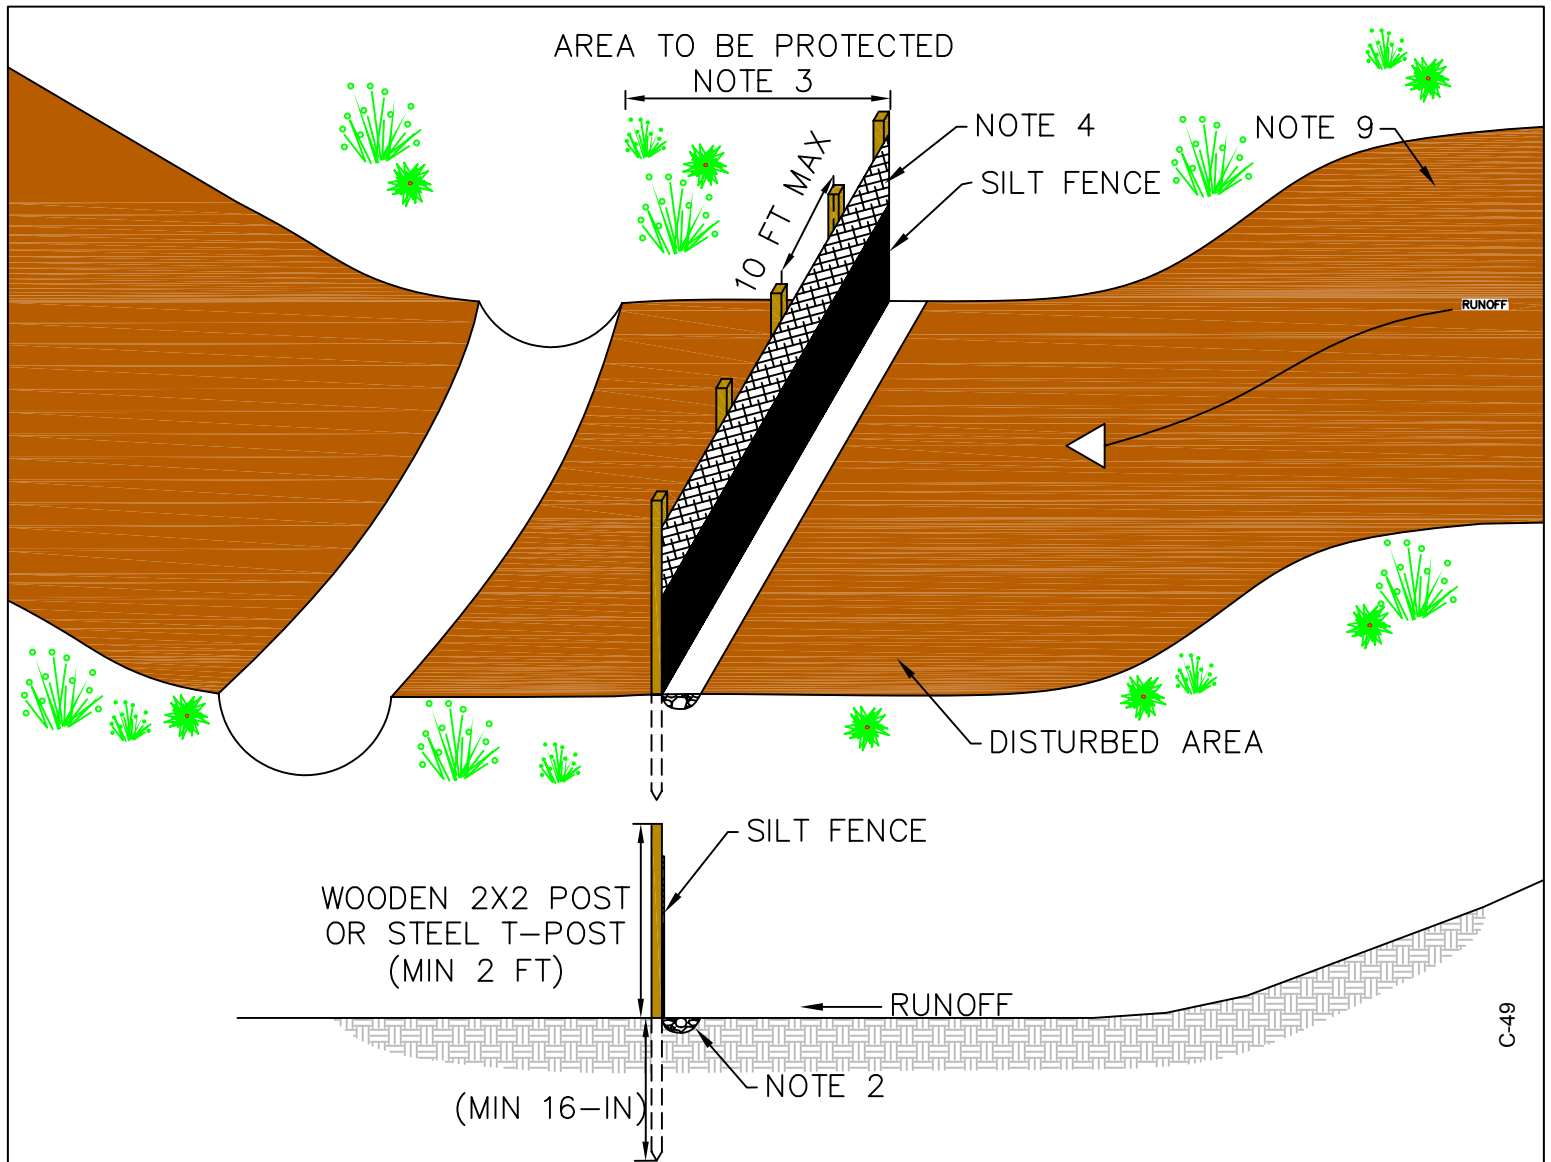 AREA TO BE PROTECTED
NOTE 3
NOTE 4
NOTE 9
SILT FENCE
10 FT MAX
RUNOFF
DISTURBED AREA
SILT FENCE
WOODEN 2X2 POST
OR STEEL T-POST
(MIN 2 FT)
RUNOFF
C-49
NOTE 2
(MIN 16-IN)